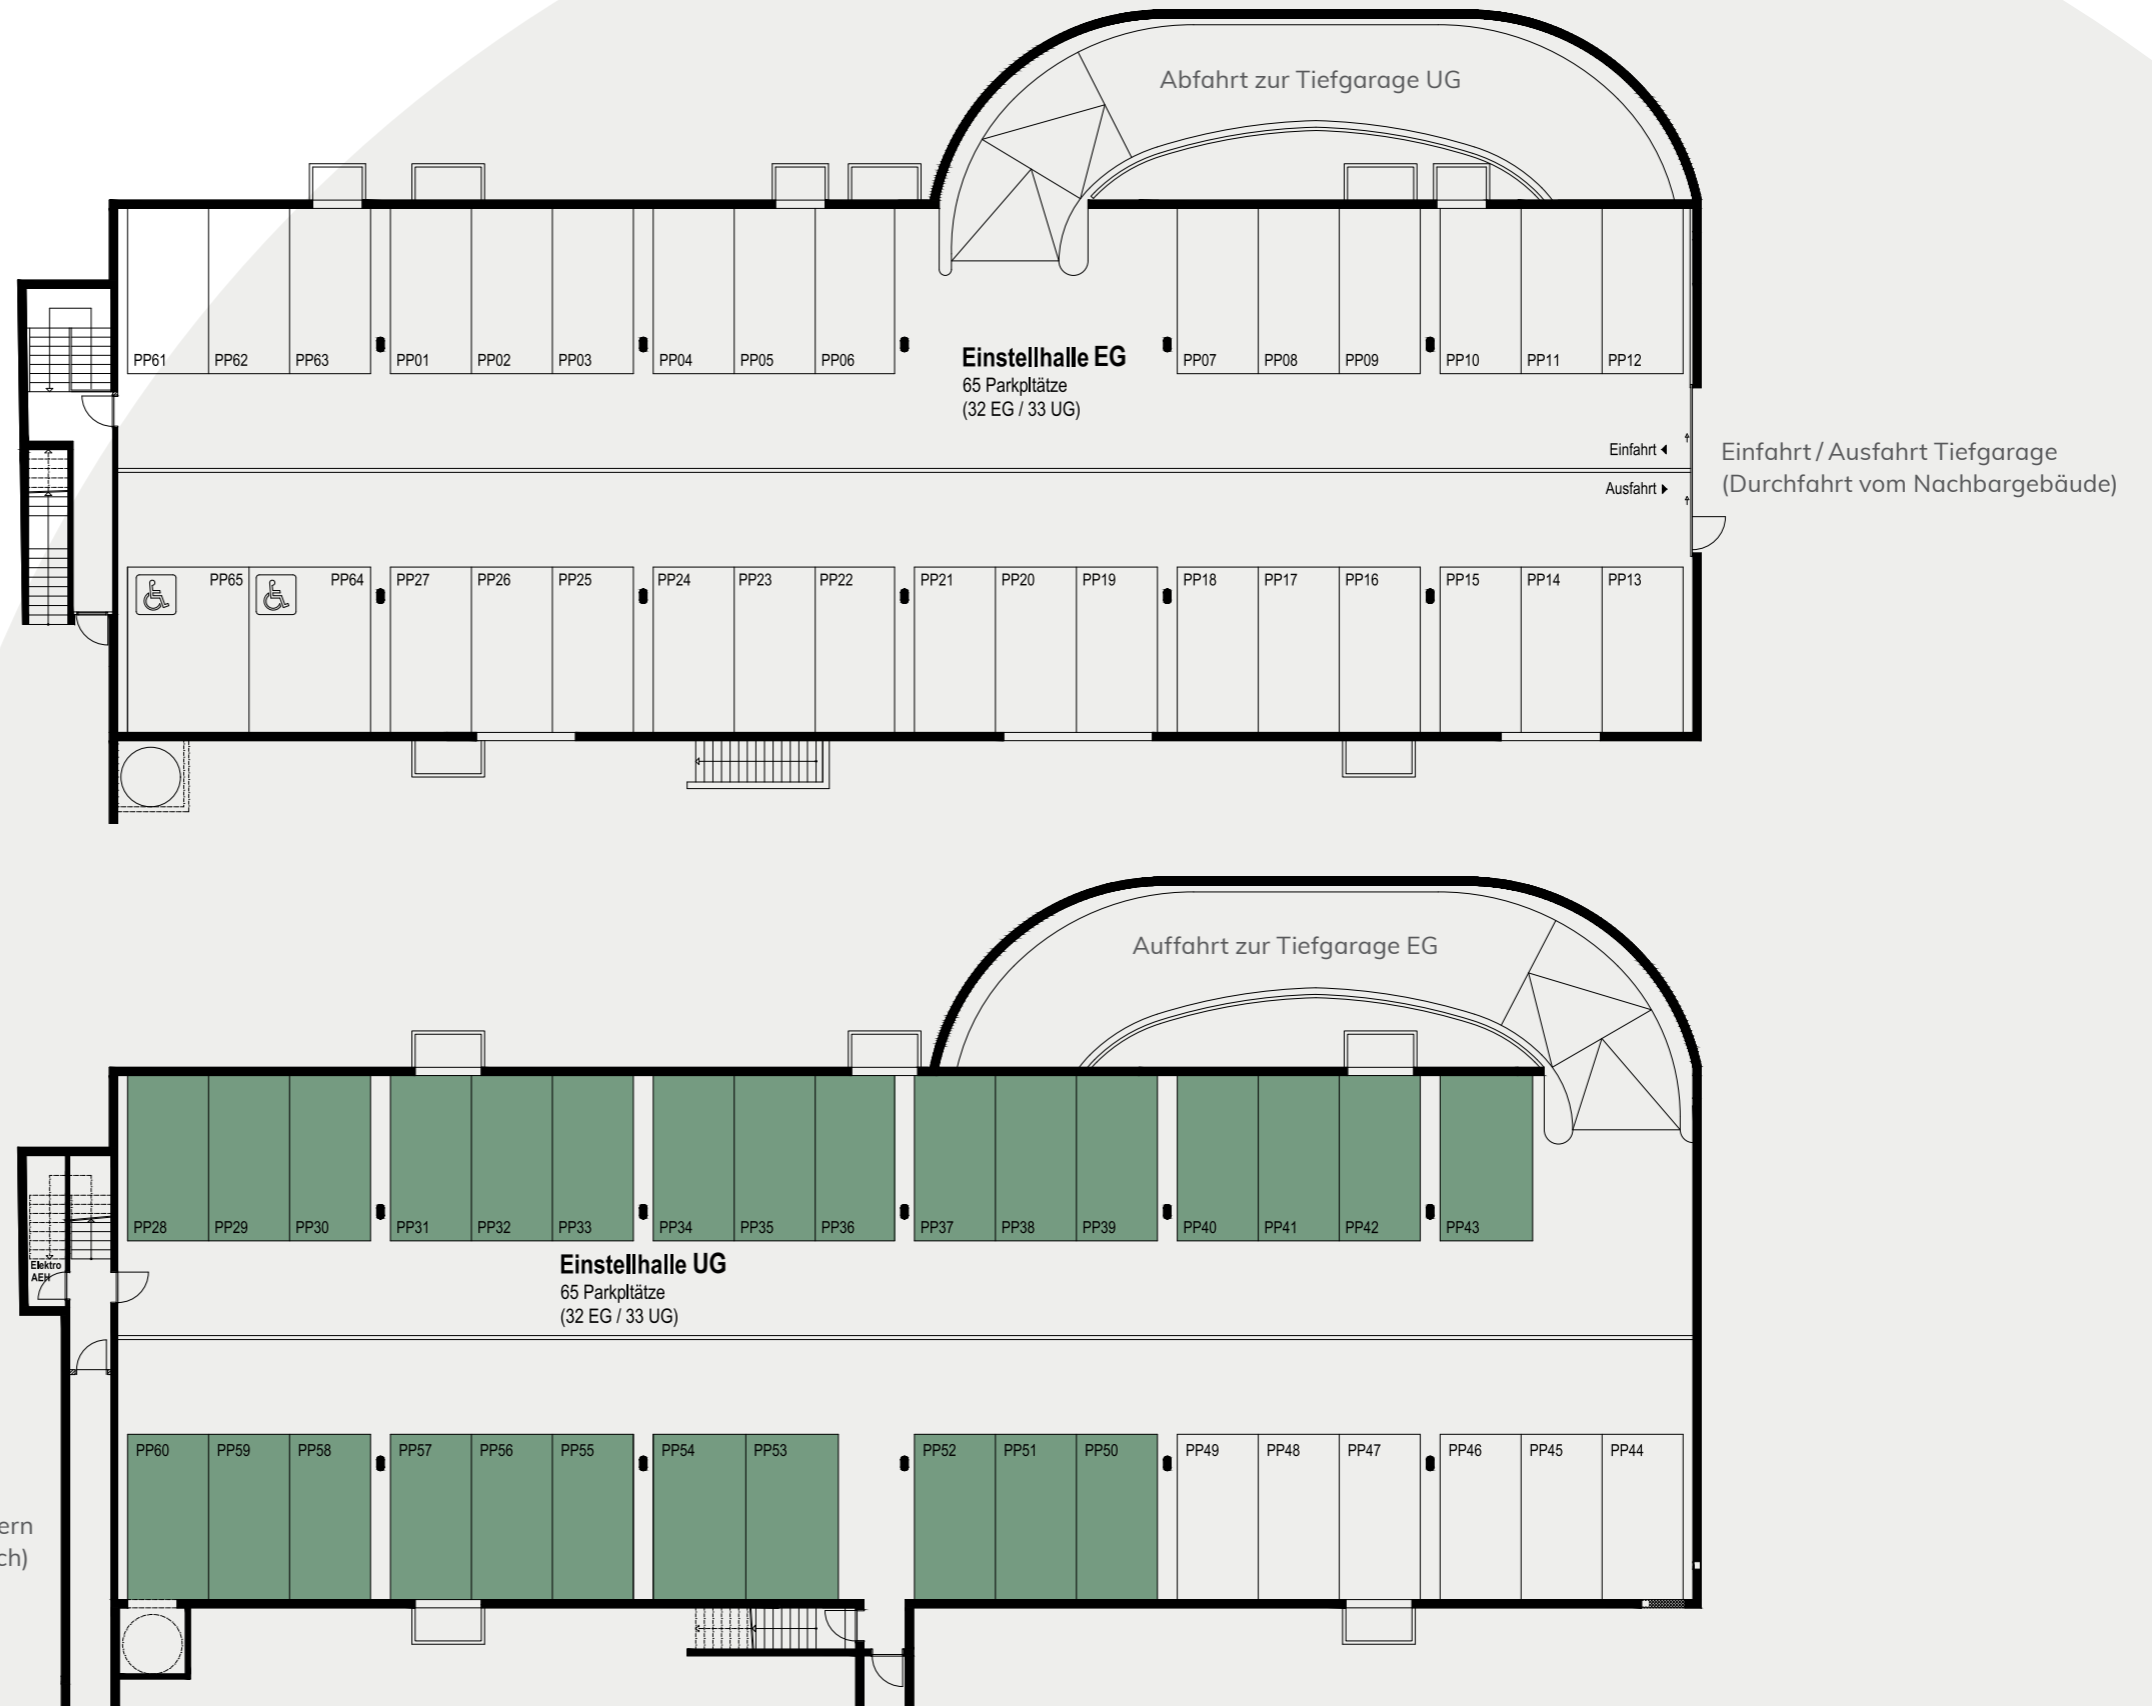 Abfahrt zur Tiefgarage UG
PP61 PP62 PP63 PP01 PP02 PP03 PP04 PP05 PP06 PP07 PP08 PP09 PP10 PP11 PP12
Einstellhalle EG
65 Parkpltätze
(32 EG / 33 UG)
Einfahrt
Ausfahrt
Einfahrt / Ausfahrt Tiefgarage
(Durchfahrt vom Nachbargebäude)
PP65 PP64 PP27 PP26 PP25 PP24 PP23 PP22 PP21 PP20 PP19 PP18 PP17 PP16 PP15 PP14 PP13
Auffahrt zur Tiefgarage EG
PP28 PP29 PP30 PP31 PP32 PP33 PP34 PP35 PP36 PP37 PP38 PP39 PP40 PP41 PP42 PP43
Elektro
AEH
Einstellhalle UG
65 Parkpltätze
(32 EG / 33 UG)
PP60 PP59 PP58 PP57 PP56 PP55 PP54 PP53 PP52 PP51 PP50 PP49 PP48 PP47 PP46 PP45 PP44
ern
ch)